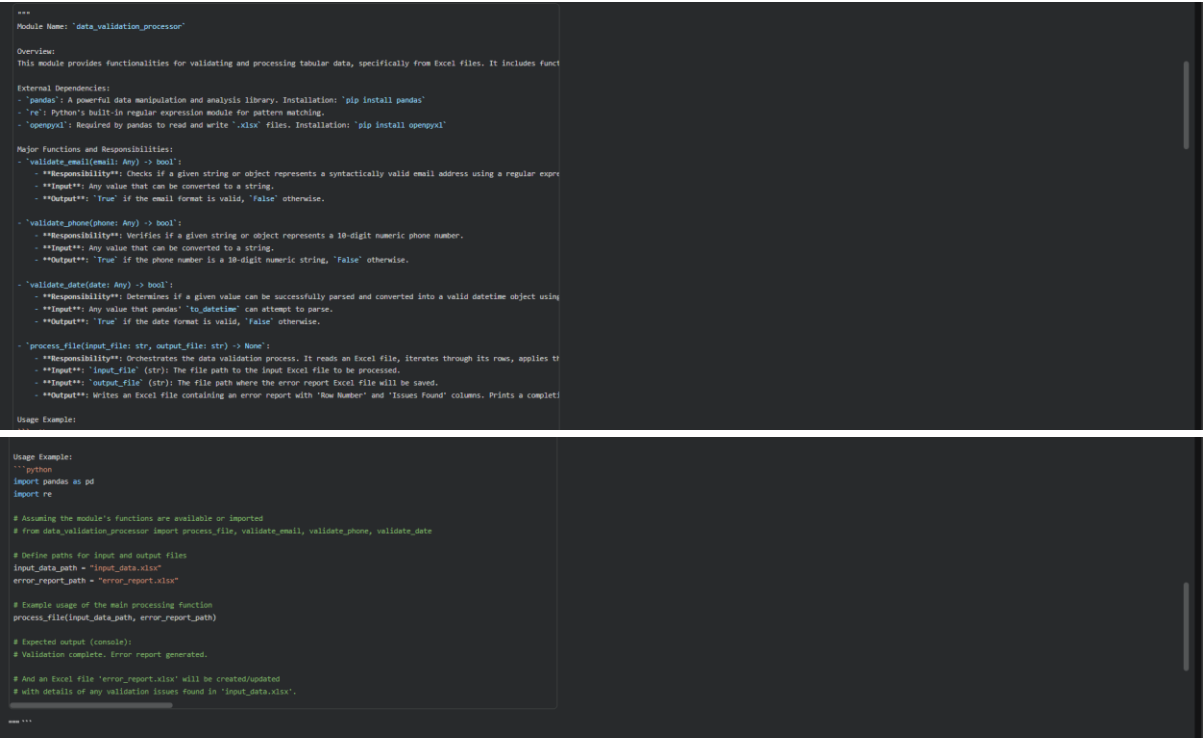 """
Module Name: `data_validation_processor`
Overview:
This module provides functionalities for validating and processing tabular data, specifically from Excel files. It includes funct
External Dependencies:
- `pandas`: A powerful data manipulation and analysis library. Installation: `pip install pandas`
- `re`: Python's built-in regular expression module for pattern matching.
- `openpyxl`: Required by pandas to read and write `.xlsx` files. Installation: `pip install openpyxl`
Major Functions and Responsibilities:
- `validate_email(email: Any) -> bool`:
- **Responsibility**: Checks if a given string or object represents a syntactically valid email address using a regular expre
- **Input**: Any value that can be converted to a string.
- **Output**: `True` if the email format is valid, `False` otherwise.
- `validate_phone(phone: Any) -> bool`:
- **Responsibility**: Verifies if a given string or object represents a 10-digit numeric phone number.
- **Input**: Any value that can be converted to a string.
- **Output**: `True` if the phone number is a 10-digit numeric string, `False` otherwise.
- `validate_date(date: Any) -> bool`:
- **Responsibility**: Determines if a given value can be successfully parsed and converted into a valid datetime object using
- **Input**: Any value that pandas' `to_datetime` can attempt to parse.
- **Output**: `True` if the date format is valid, `False` otherwise.
- `process_file(input_file: str, output_file: str) -> None`:
- **Responsibility**: Orchestrates the data validation process. It reads an Excel file, iterates through its rows, applies th
- **Input**: `input_file` (str): The file path to the input Excel file to be processed.
- **Input**: `output_file` (str): The file path where the error report Excel file will be saved.
- **Output**: Writes an Excel file containing an error report with 'Row Number' and 'Issues Found' columns. Prints a complet
Usage Example:
Usage Example:
```python
import pandas as pd
import re
# Assuming the module's functions are available or imported
# from data_validation_processor import process_file, validate_email, validate_phone, validate_date
# Define paths for input and output files
input_data_path = "input_data.xlsx"
error_report_path = "error_report.xlsx"
# Example usage of the main processing function
process_file(input_data_path, error_report_path)
# Expected output (console):
# Validation complete. Error report generated.
# And an Excel file 'error_report.xlsx' will be created/updated
# with details of any validation issues found in 'input_data.xlsx'.
""" ```